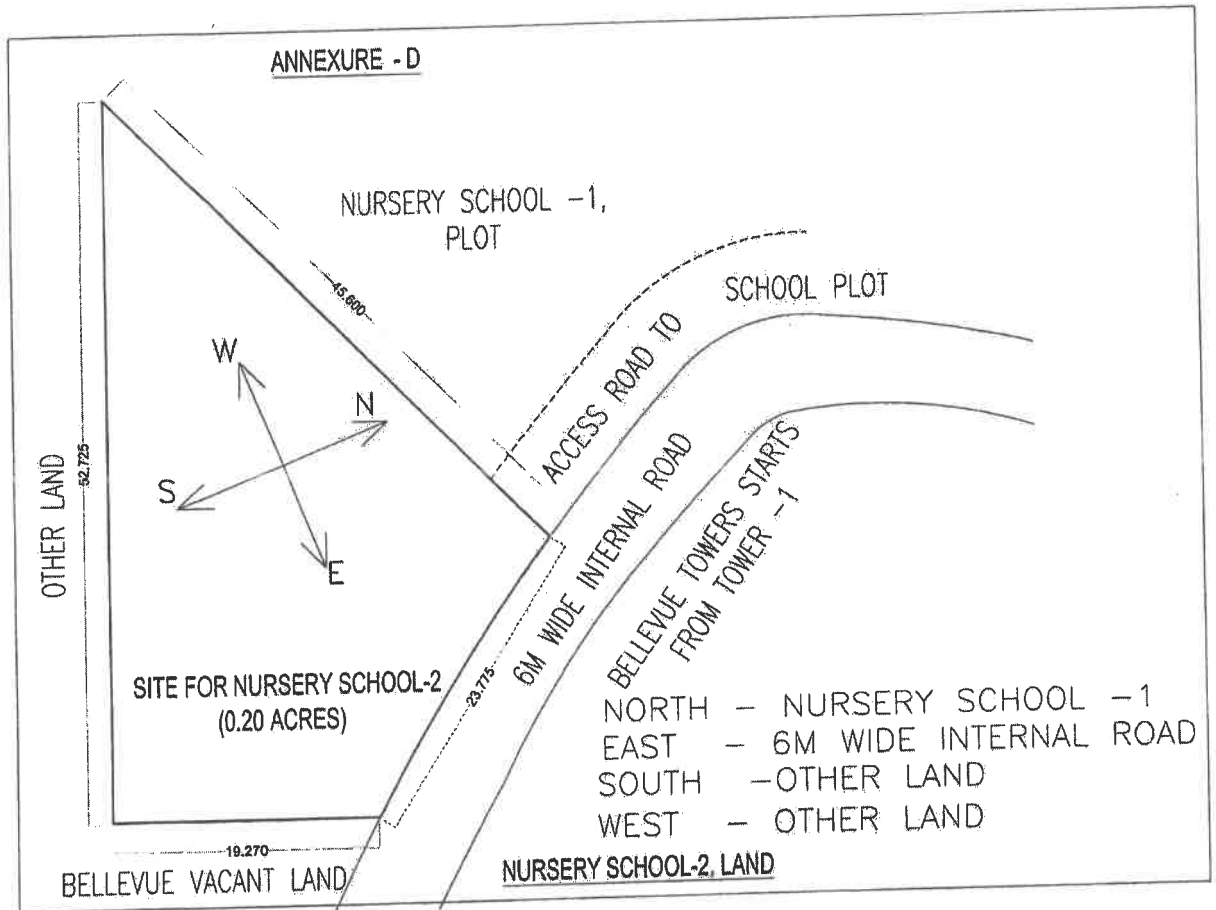 ANNEXURE - D
NURSERY SCHOOL -1,
PLOT
45.600
SCHOOL PLOT
ACCESS ROAD TO
W
N
S
E
OTHER LAND
52.725
6M WIDE INTERNAL ROAD
BELLEVUE TOWERS STARTS
FROM TOWER -1
23.775
SITE FOR NURSERY SCHOOL-2
(0.20 ACRES)
NORTH - NURSERY SCHOOL -1
EAST - 6M WIDE INTERNAL ROAD
SOUTH -OTHER LAND
WEST - OTHER LAND
19.270
BELLEVUE VACANT LAND
NURSERY SCHOOL-2, LAND